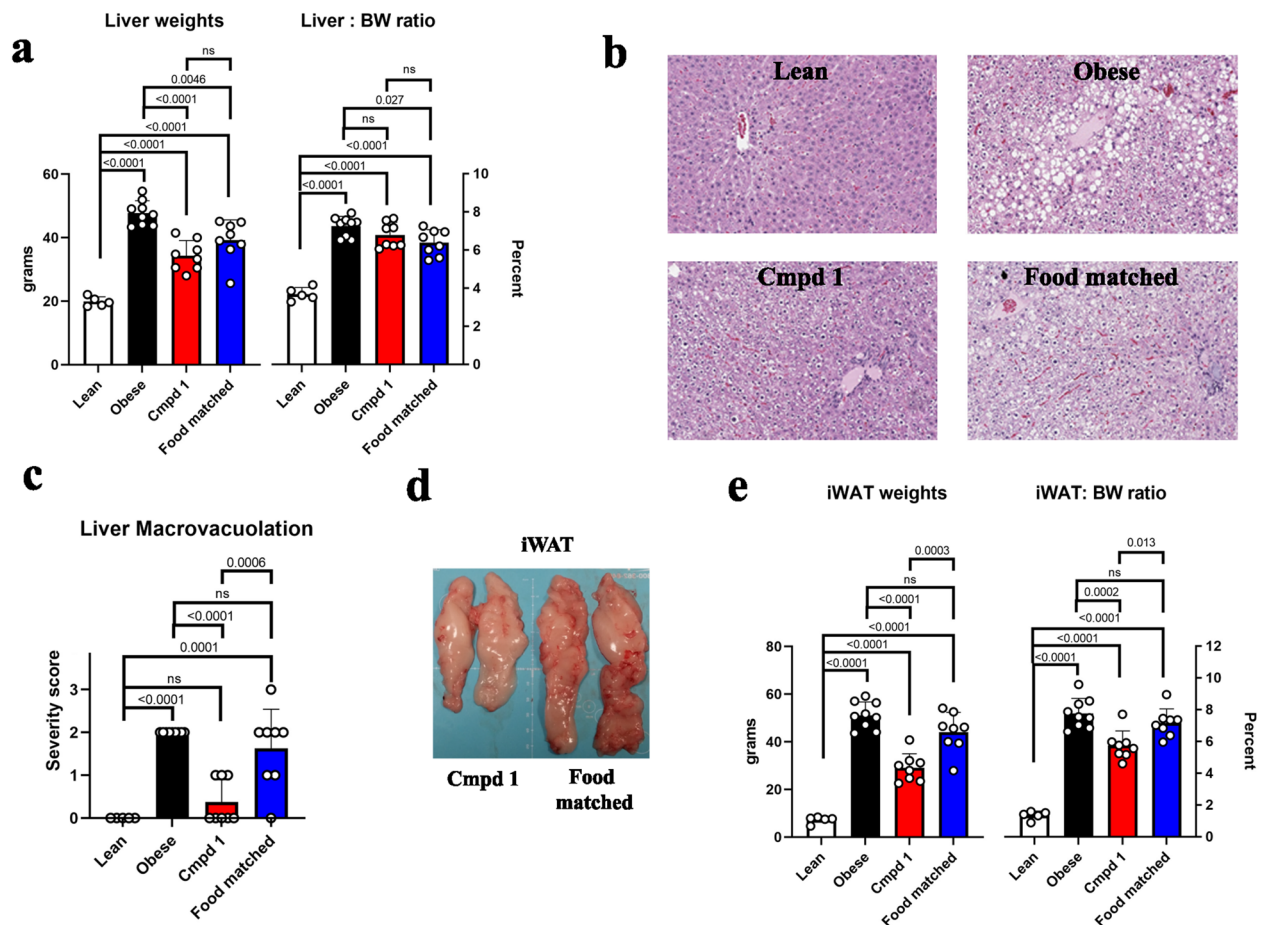 a
Liver weights
Liver : BW ratio
ns
0.0046
<0.0001
<0.0001
<0.0001
<0.0001
ns
0.027
ns
<0.0001
<0.0001
<0.0001
60
40
20
0
grams
10
8
6
4
2
0
Percent
Lean
Obese
Cmpd 1
Food matched
Lean
Obese
Cmpd 1
Food matched
b
Lean
Obese
Cmpd 1
Food matched
c
Liver Macrovacuolation
0.0006
ns
<0.0001
0.0001
ns
<0.0001
3
2
1
0
Severity score
Lean
Obese
Cmpd 1
Food matched
d
iWAT
Cmpd 1
Food
matched
e
iWAT weights
iWAT: BW ratio
0.0003
ns
<0.0001
<0.0001
<0.0001
<0.0001
0.013
ns
0.0002
<0.0001
<0.0001
<0.0001
80
60
40
20
0
grams
12
10
8
6
4
2
0
Percent
Lean
Obese
Cmpd 1
Food matched
Lean
Obese
Cmpd 1
Food matched